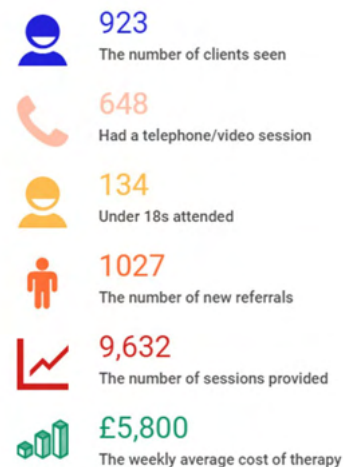 923
The number of clients seen
648
Had a telephone/video session
134
Under 18s attended
1027
The number of new referrals
9,632
The number of sessions provided
£5,800
The weekly average cost of therapy